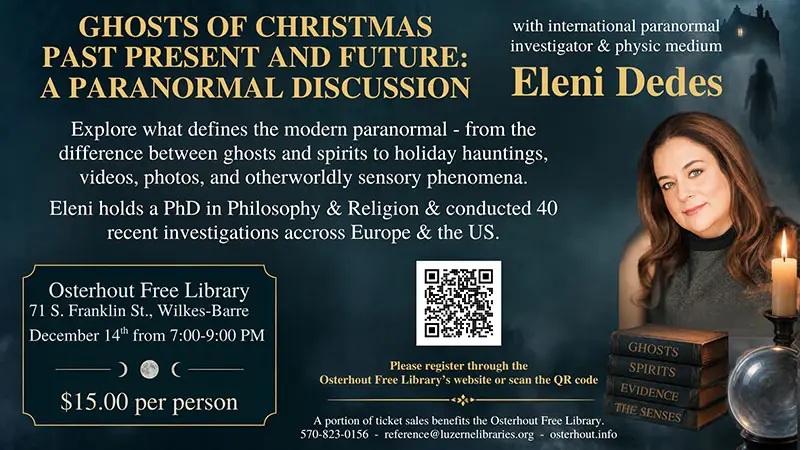 GHOSTS OF CHRISTMAS
PAST PRESENT AND FUTURE:
A PARANORMAL DISCUSSION
with international paranormal
investigator & physic medium
Eleni Dedes
Explore what defines the modern paranormal - from the
difference between ghosts and spirits to holiday hauntings,
videos, photos, and otherworldly sensory phenomena.
Eleni holds a PhD in Philosophy & Religion & conducted 40
recent investigations accross Europe & the US.
Osterhout Free Library
71 S. Franklin St., Wilkes-Barre
December 14th from 7:00-9:00 PM
$15.00 per person
Please register through the
Osterhout Free Library's website or scan the QR code
A portion of ticket sales benefits the Osterhout Free Library.
570-823-0156 - reference@luzernelibraries.org - osterhout.info
GHOSTS
SPIRITS
EVIDENCE
THE SENSES